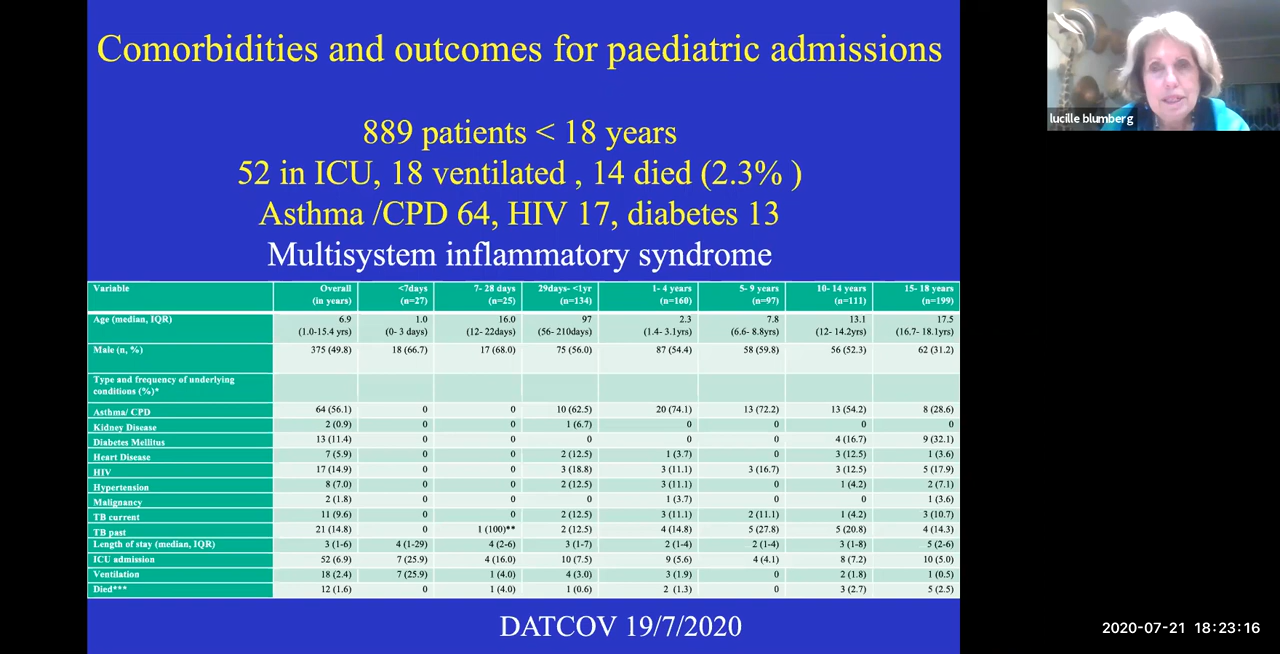 Comorbidities and outcomes for paediatric admissions
889 patients < 18 years
52 in ICU, 18 ventilated , 14 died (2.3% )
Asthma /CPD 64, HIV 17, diabetes 13
Multisystem inflammatory syndrome
Variable Overall (in years) <7days (n=27) 7- 28 days (n=25) 29days- <1yr (n=134) 1- 4 years (n=160) 5- 9 years (n=97) 10- 14 years (n=111) 15- 18 years (n=199)
Age (median, IQR) 6.9 (1.0-15.4 yrs) 1.0 (0- 3 days) 16.0 (12- 22days) 97 (56- 210days) 2.3 (1.4- 3.1yrs) 7.8 (6.6- 8.8yrs) 13.1 (12- 14.2yrs) 17.5 (16.7- 18.1yrs)
Male (n, %) 375 (49.8) 18 (66.7) 17 (68.0) 75 (56.0) 87 (54.4) 58 (59.8) 56 (52.3) 62 (31.2)
Type and frequency of underlying
conditions (%)*
Asthma/ CPD 64 (56.1) 0 0 10 (62.5) 20 (74.1) 13 (72.2) 13 (54.2) 8 (28.6)
Kidney Disease 2 (0.9) 0 0 1 (6.7) 0 0 0 0
Diabetes Mellitus 13 (11.4) 0 0 0 0 0 4 (16.7) 9 (32.1)
Heart Disease 7 (5.9) 0 0 2 (12.5) 1 (3.7) 0 3 (12.5) 1 (3.6)
HIV 17 (14.9) 0 0 3 (18.8) 3 (11.1) 3 (16.7) 3 (12.5) 5 (17.9)
Hypertension 8 (7.0) 0 0 2 (12.5) 3 (11.1) 0 1 (4.2) 2 (7.1)
Malignancy 2 (1.8) 0 0 0 1 (3.7) 0 0 1 (3.6)
TB current 11 (9.6) 0 0 2 (12.5) 3 (11.1) 2 (11.1) 1 (4.2) 3 (10.7)
TB past 21 (14.8) 0 1 (100)** 2 (12.5) 4 (14.8) 5 (27.8) 5 (20.8) 4 (14.3)
Length of stay (median, IQR) 3 (1-6) 4 (1-29) 4 (2-6) 3 (1-7) 2 (1-4) 2 (1-4) 3 (1-8) 5 (2-6)
ICU admission 52 (6.9) 7 (25.9) 4 (16.0) 10 (7.5) 9 (5.6) 4 (4.1) 8 (7.2) 10 (5.0)
Ventilation 18 (2.4) 7 (25.9) 1 (4.0) 4 (3.0) 3 (1.9) 0 2 (1.8) 1 (0.5)
Died*** 12 (1.6) 0 1 (4.0) 1 (0.6) 2 (1.3) 0 3 (2.7) 5 (2.5)
DATCOV 19/7/2020
lucille blumberg
2020-07-21 18:23:16